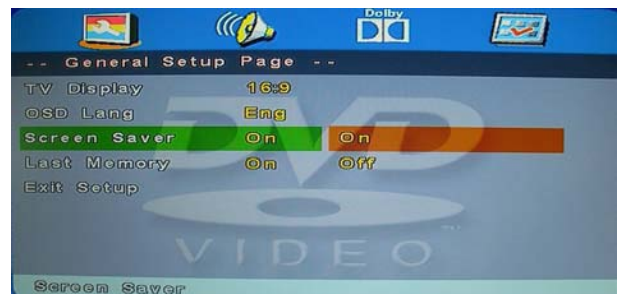 Dolby
-- General Setup Page --
TV Display 16:9
OSD Lang Eng
Screen Saver On On
Last Memory On Off
Exit Setup
DVD
VIDEO
TM
Screen Saver